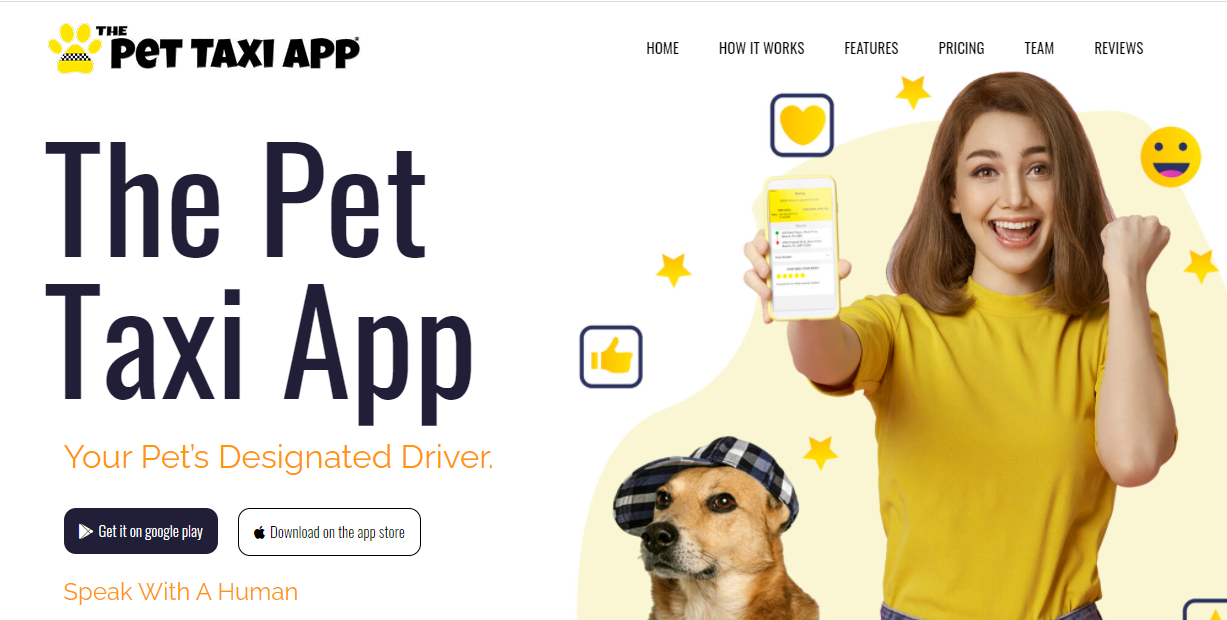 THE
PET TAXI APP
HOME
HOW IT WORKS
FEATURES
PRICING
TEAM
REVIEWS
The Pet
Taxi App
Your Pet's Designated Driver.
Get it on google play
Download on the app store
Speak With A Human